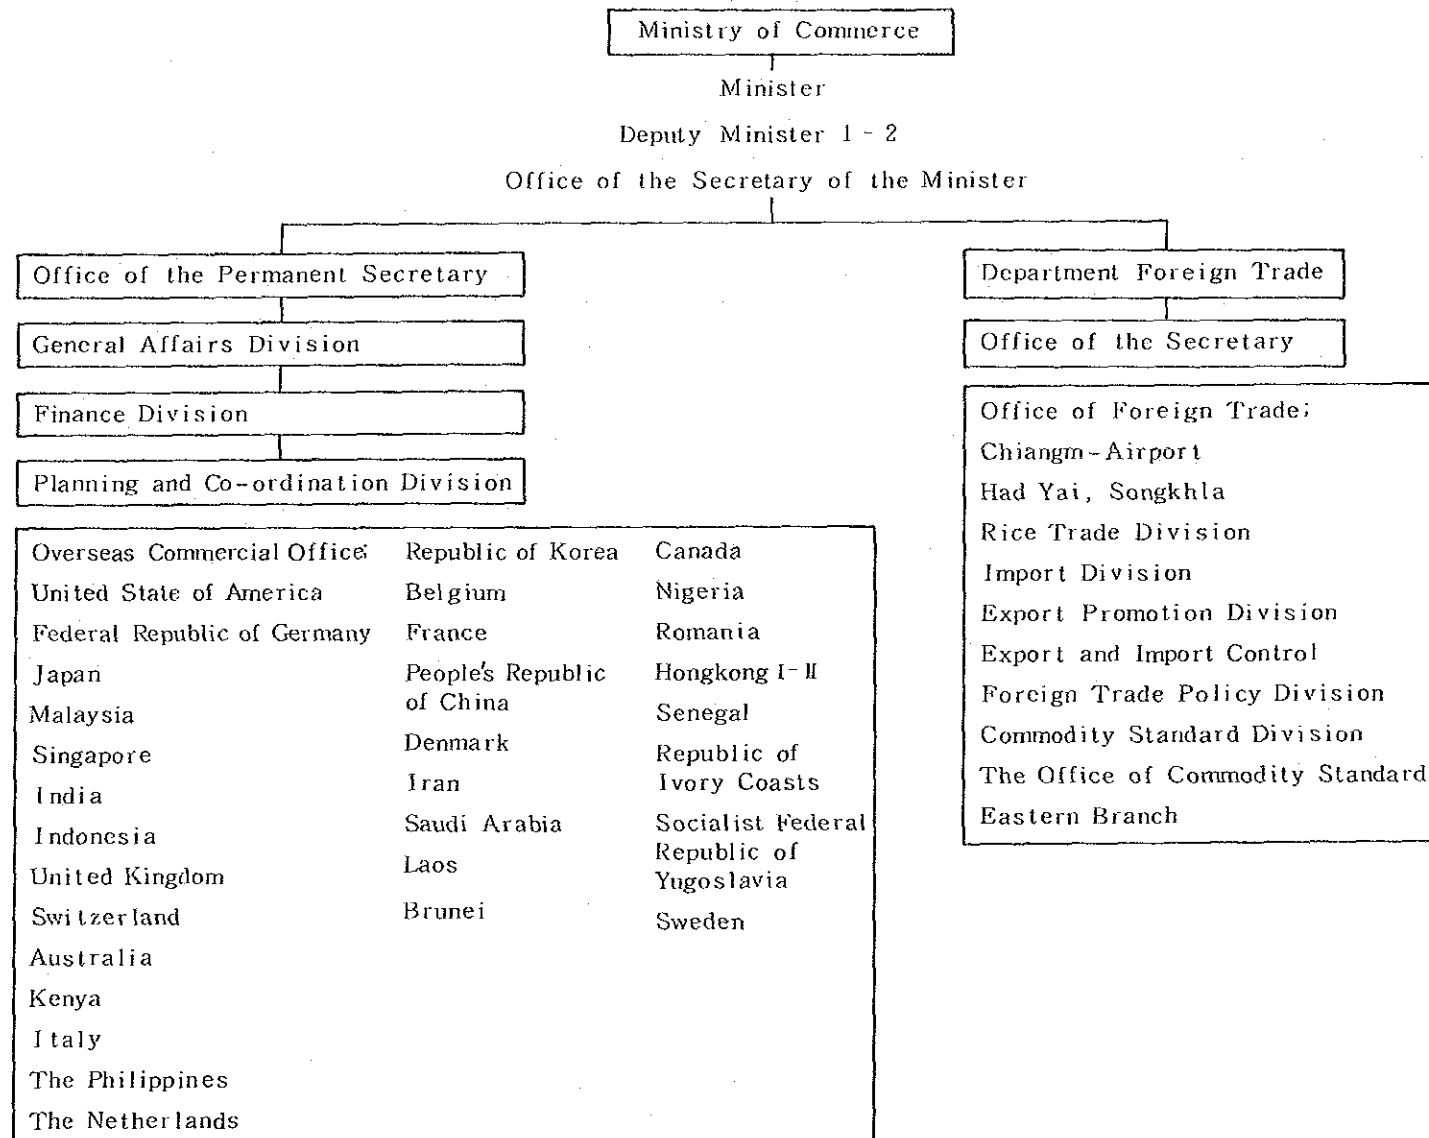 Ministry of Commerce
Minister
Deputy Minister 1 - 2
Office of the Secretary of the Minister
Office of the Permanent Secretary
General Affairs Division
Finance Division
Planning and Co-ordination Division
Overseas Commercial Office;
United State of America
Federal Republic of Germany
Japan
Malaysia
Singapore
India
Indonesia
United Kingdom
Switzerland
Australia
Kenya
Italy
The Philippines
The Netherlands
Republic of Korea
Belgium
France
People's Republic
of China
Denmark
Iran
Saudi Arabia
Laos
Brunei
Canada
Nigeria
Romania
Hongkong I-II
Senegal
Republic of
Ivory Coasts
Socialist Federal
Republic of
Yugoslavia
Sweden
Department Foreign Trade
Office of the Secretary
Office of Foreign Trade;
Chiangm-Airport
Had Yai, Songkhla
Rice Trade Division
Import Division
Export Promotion Division
Export and Import Control
Foreign Trade Policy Division
Commodity Standard Division
The Office of Commodity Standard
Eastern Branch